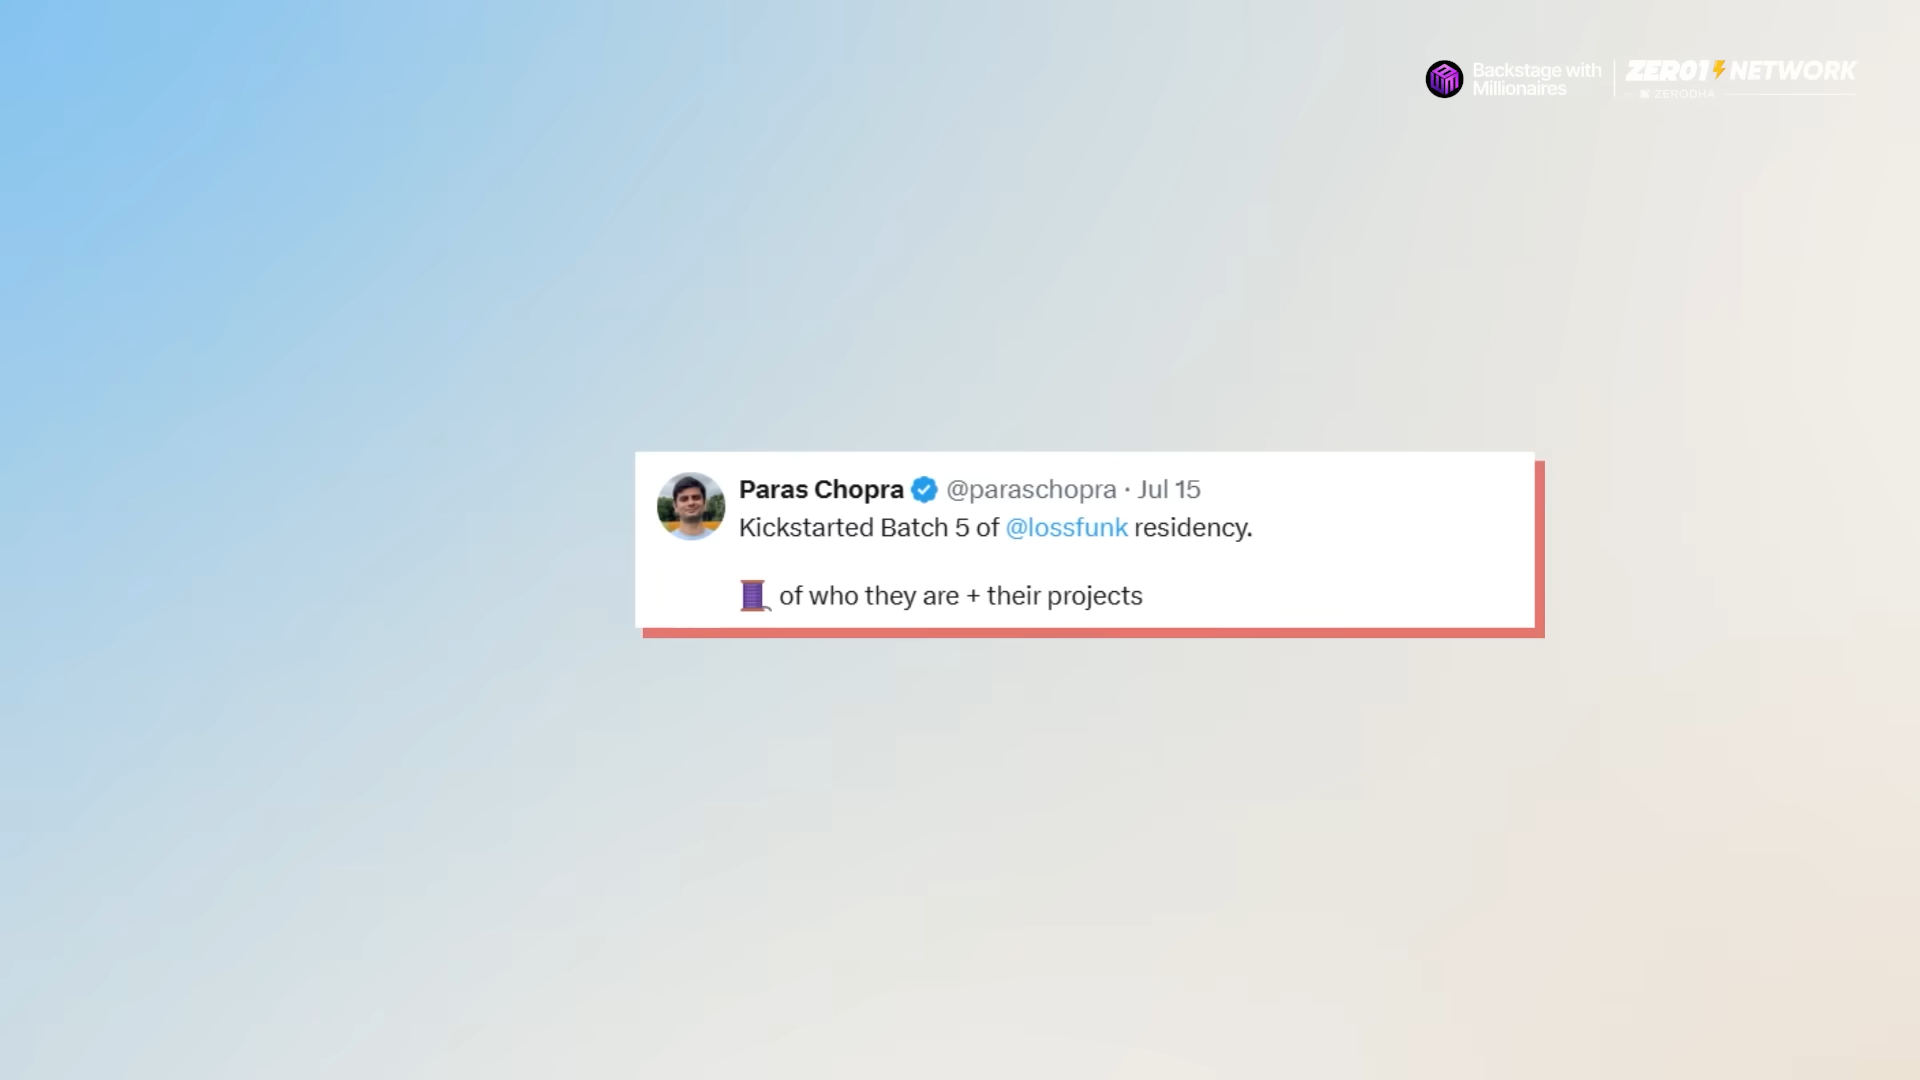 Backstage with
Millionaires
ZERO1 NETWORK
ZERODHA
Paras Chopra @paraschopra · Jul 15
Kickstarted Batch 5 of @lossfunk residency.
🧵 of who they are + their projects